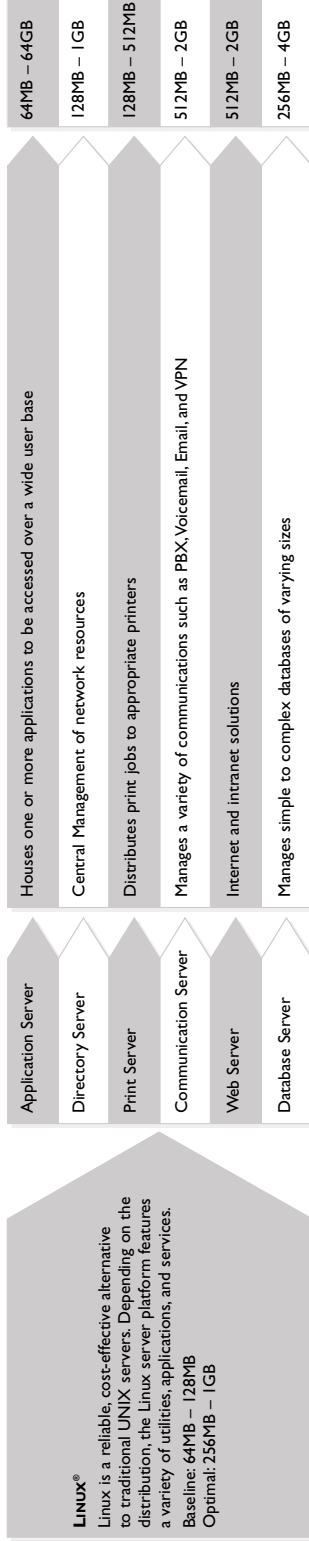 LINUX®
Linux is a reliable, cost-effective alternative
to traditional UNIX servers. Depending on the
distribution, the Linux server platform features
a variety of utilities, applications, and services.
Baseline: 64MB – 128MB
Optimal: 256MB – 1GB
Application Server
Houses one or more applications to be accessed over a wide user base
64MB – 64GB
Directory Server
Central Management of network resources
128MB – 1GB
Print Server
Distributes print jobs to appropriate printers
128MB – 512MB
Communication Server
Manages a variety of communications such as PBX, Voicemail, Email, and VPN
512MB – 2GB
Web Server
Internet and intranet solutions
512MB – 2GB
Database Server
Manages simple to complex databases of varying sizes
256MB – 4GB